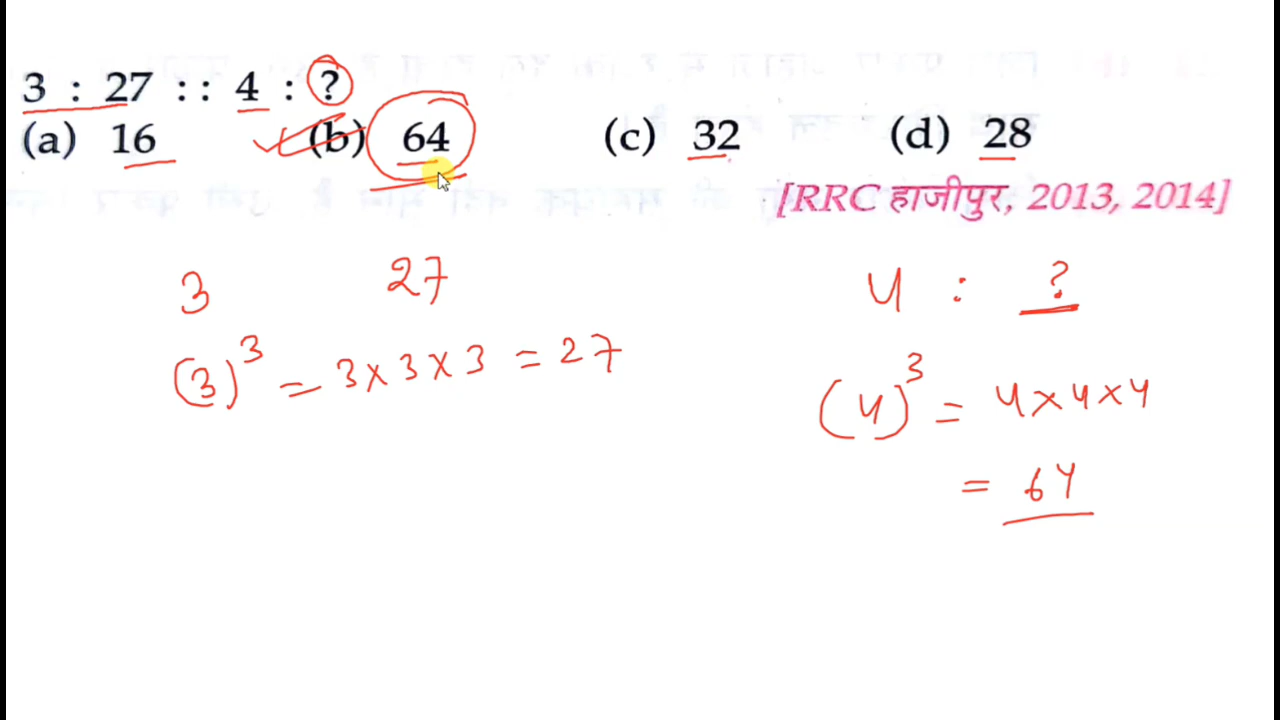 3 : 27 :: 4 : ?
(a) 16 (b) 64 (c) 32 (d) 28
[RRC हाजीपुर, 2013, 2014]
3 27 4 : ?
(3)³ = 3×3×3 = 27 (4)³ = 4×4×4
= 64